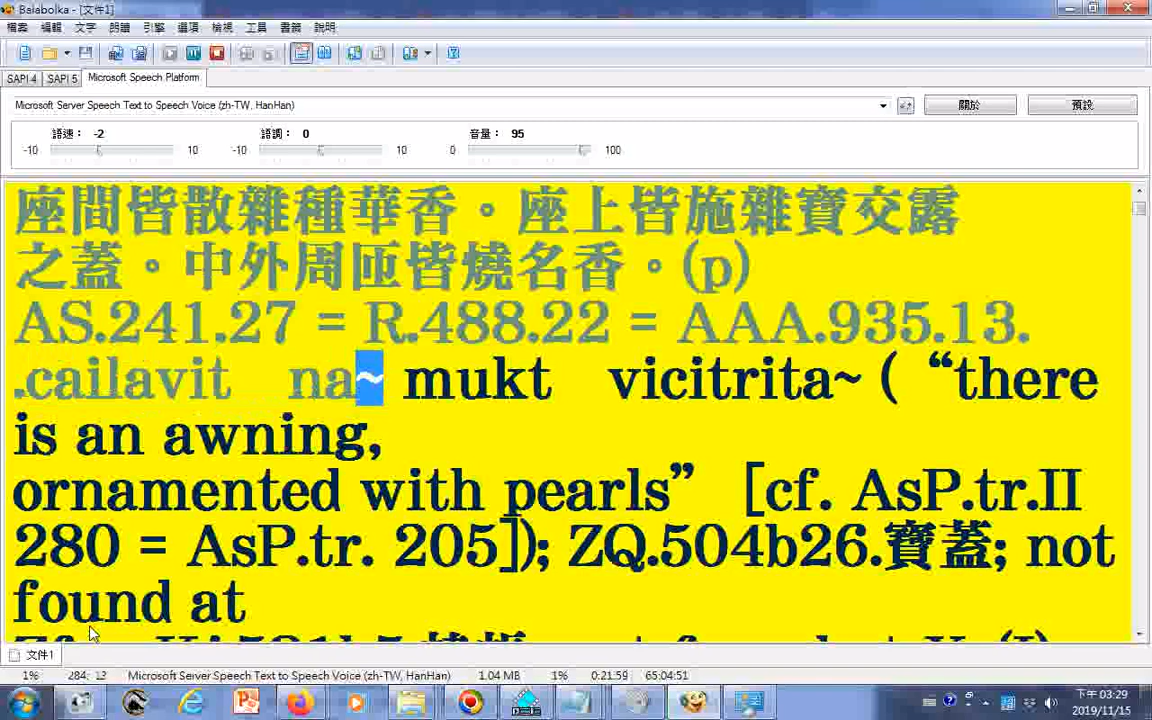 Balabolka - [文件1]
檔案 編輯 文字 朗讀 引擎 選項 檢視 工具 書籤 說明
SAPI 4 SAPI 5 Microsoft Speech Platform
Microsoft Server Speech Text to Speech Voice (zh-TW, HanHan) 關於 預設
語速： -2 語調： 0 音量： 95
-10 10 -10 10 0 100
座間皆散雜種華香。座上皆施雜寶交露
之蓋。中外周匝皆燒名香。(p)
AS.241.27 = R.488.22 = AAA.935.13.
.cailavit na~ mukt vicitrita~ ( “there
is an awning,
ornamented with pearls” [cf. AsP.tr.II
280 = AsP.tr. 205]); ZQ.504b26.寶蓋; not
found at
文件1
1% 284: 13 Microsoft Server Speech Text to Speech Voice (zh-TW, HanHan) 1.04 MB 1% 0:21:59 65:04:51
下午 03:29
2019/11/15